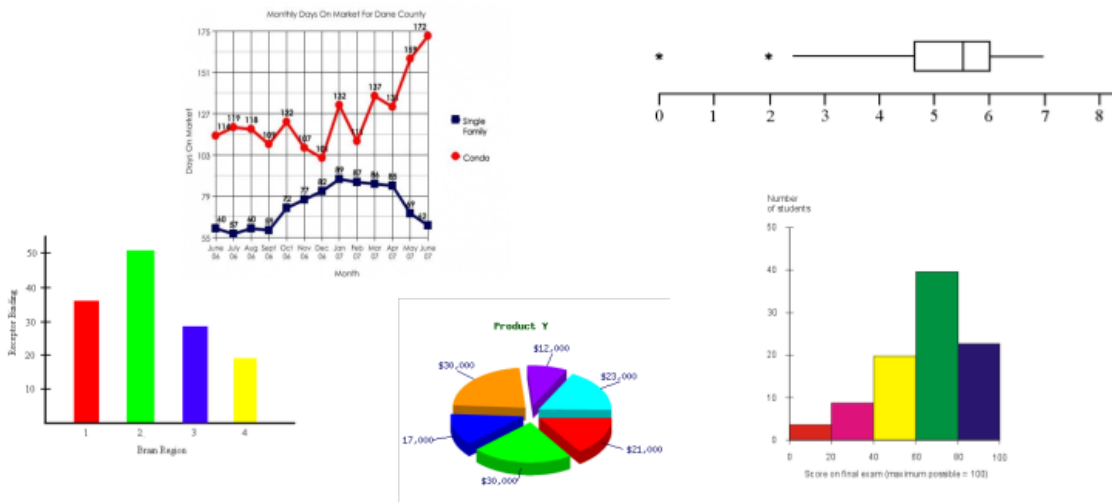 Monthly Days On Market For Dane County
175
151
127
103
79
55
Days On Market
114
119
118
109
122
107
132
111
137
159
172
60
57
60
59
72
77
82
89
87
86
85
69
62
June 06
July 06
Aug 06
Sept 06
Oct 06
Nov 06
Dec 06
Jan 07
Feb 07
Mar 07
Apr 07
May 07
June 07
Month
Single
Family
Condo
* *
0 1 2 3 4 5 6 7 8
Receptor Binding
50
40
30
20
10
1 2 3 4
Brain Region
Product Y
$12,000
$30,000
$23,000
17,000
$21,000
$30,000
Number
of students
50
40
30
20
10
0
0 20 40 60 80 100
Score on final exam (maximum possible = 100)